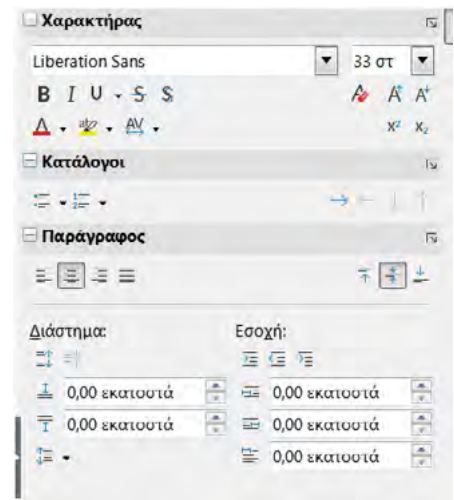 Χαρακτήρας
Liberation Sans 33 στ
Κατάλογοι
Παράγραφος
Διάστημα: Εσοχή:
0,00 εκατοστά 0,00 εκατοστά
0,00 εκατοστά 0,00 εκατοστά
0,00 εκατοστά